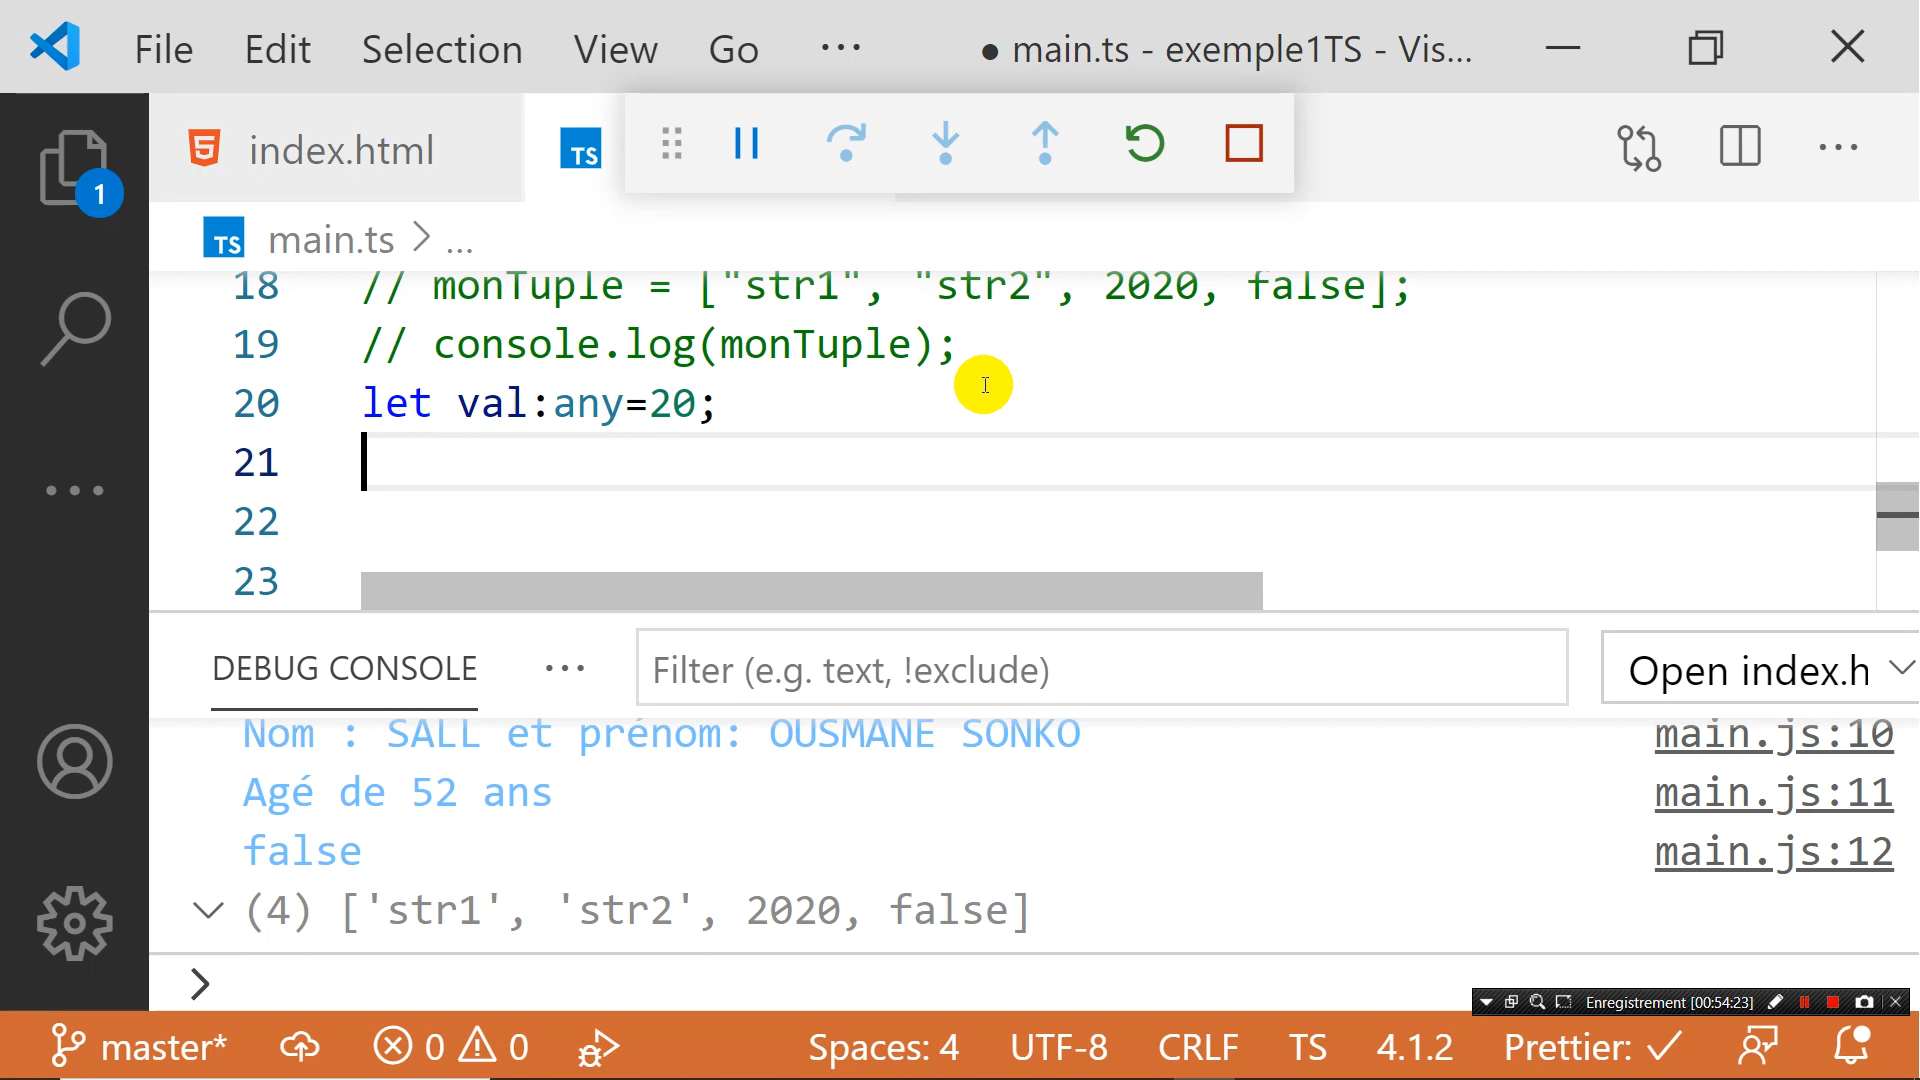 File Edit Selection View Go ··· ● main.ts - exemple1TS - Vis...
index.html TS
TS main.ts > ...
18 // monTuple = ["str1", "str2", 2020, false];
19 // console.log(monTuple);
20 let val:any=20;
21
22
23
1
DEBUG CONSOLE ··· Filter (e.g. text, !exclude) Open index.h
Nom : SALL et prénom: OUSMANE SONKO main.js:10
Agé de 52 ans main.js:11
false main.js:12
(4) ['str1', 'str2', 2020, false]
>
Enregistrement [00:54:23]
master* 0 0 Spaces: 4 UTF-8 CRLF TS 4.1.2 Prettier: ✓